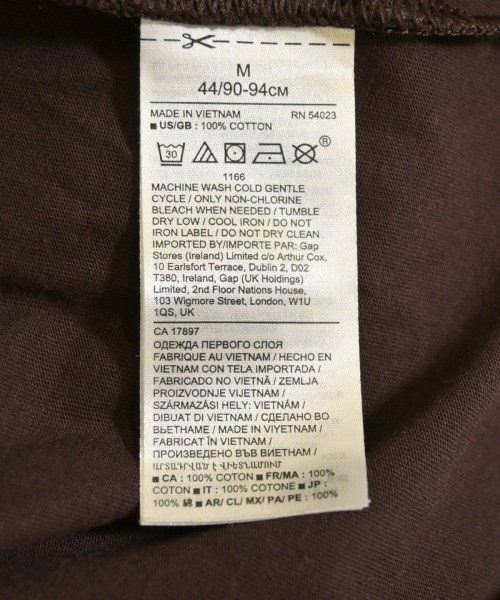 M
44/90-94см
MADE IN VIETNAM RN 54023
■ US/GB : 100% COTTON
30 ®
1166
MACHINE WASH COLD GENTLE
CYCLE / ONLY NON-CHLORINE
BLEACH WHEN NEEDED / TUMBLE
DRY LOW / COOL IRON / DO NOT
IRON LABEL / DO NOT DRY CLEAN
IMPORTED BY/IMPORTE PAR: Gap
Stores (Ireland) Limited c/o Arthur Cox,
10 Earlsfort Terrace, Dublin 2, D02
T380, Ireland, Gap (UK Holdings)
Limited, 2nd Floor Nations House,
103 Wigmore Street, London, W1U
1QS, UK
CA 17897
ОДЕЖДА ПЕРВОГО СЛОЯ
FABRIQUE AU VIETNAM / HECHO EN
VIETNAM CON TELA IMPORTADA /
FABRICADO NO VIETNÃ / ZEMLJA
PROIZVODNJE VIJETNAM /
SZÁRMAZÁSI HELY: VIETNÁM /
DIBUAT DI VIETNAM / СДЕЛАНО ВО
ВЬЕТНАМЕ / MADE IN VIYETNAM /
FABRICAT ÎN VIETNAM /
ПРОИЗВЕДЕНО ВЪВ ВИЕТНАМ /
ԱՐՏԱԴՐՎԱԾ Է ՎԻԵՏՆԱՄՈՒՄ
■ CA : 100% COTTON ■ FR/MA : 100%
COTON ■ IT : 100% COTONE ■ JP :
100% 綿 ■ AR/ CL/ MX/ PA/ PE : 100%